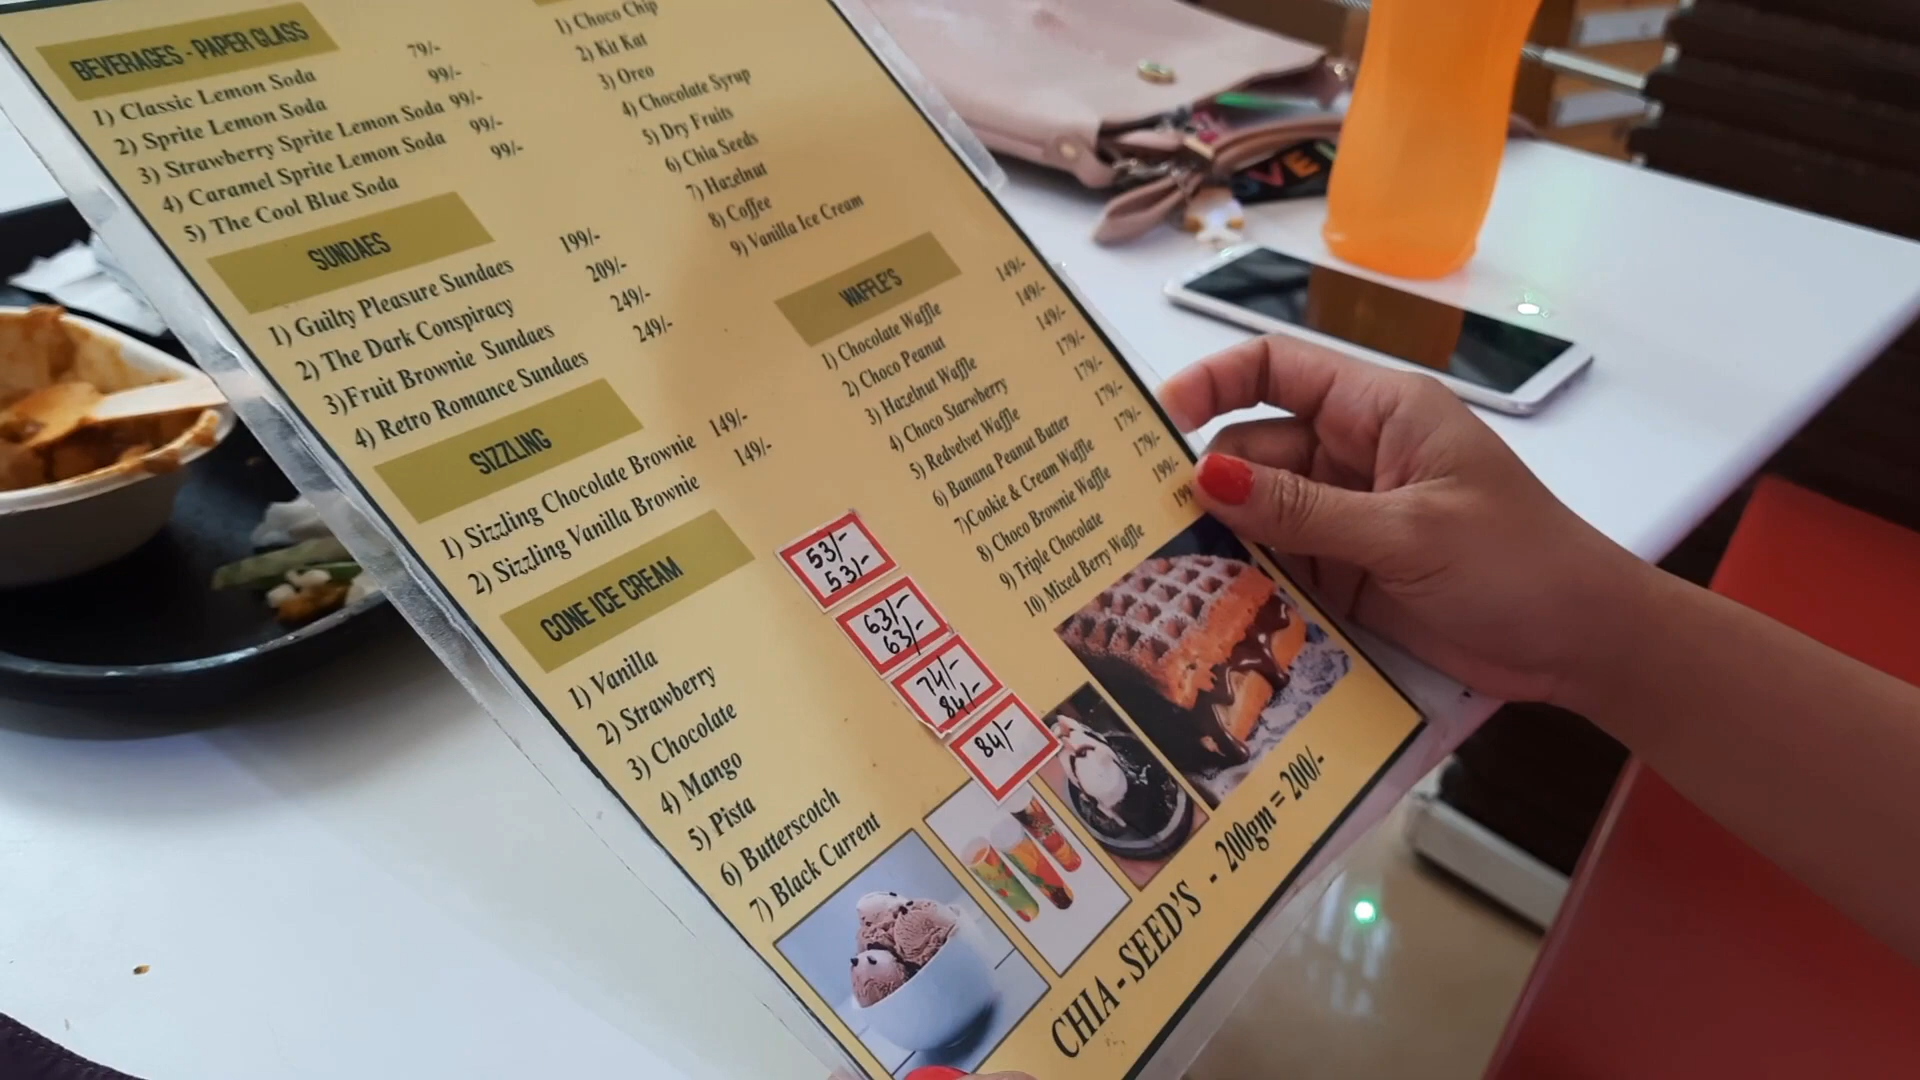 BEVERAGES - PAPER GLASS
1) Classic Lemon Soda 79/-
2) Sprite Lemon Soda 99/-
3) Strawberry Sprite Lemon Soda 99/-
4) Caramel Sprite Lemon Soda 99/-
5) The Cool Blue Soda 99/-
SUNDAES
1) Guilty Pleasure Sundaes 199/-
2) The Dark Conspiracy 209/-
3)Fruit Brownie Sundaes 249/-
4) Retro Romance Sundaes 249/-
SIZZLING
1) Sizzling Chocolate Brownie 149/-
2) Sizzling Vanilla Brownie 149/-
CONE ICE CREAM
1) Vanilla 53/-
2) Strawberry 53/-
3) Chocolate 63/-
4) Mango 63/-
5) Pista 74/-
6) Butterscotch 84/-
7) Black Current 84/-
1) Choco Chip
2) Kit Kat
3) Oreo
4) Chocolate Syrup
5) Dry Fruits
6) Chia Seeds
7) Hazelnut
8) Coffee
9) Vanilla Ice Cream
WAFFLE'S
1) Chocolate Waffle 149/-
2) Choco Peanut 149/-
3) Hazelnut Waffle 149/-
4) Choco Starwberry 179/-
5) Redvelvet Waffle 179/-
6) Banana Peanut Butter 179/-
7)Cookie & Cream Waffle 179/-
8) Choco Brownie Waffle 179/-
9) Triple Chocolate 199/-
10) Mixed Berry Waffle 199
CHIA - SEED'S - 200gm = 200/-